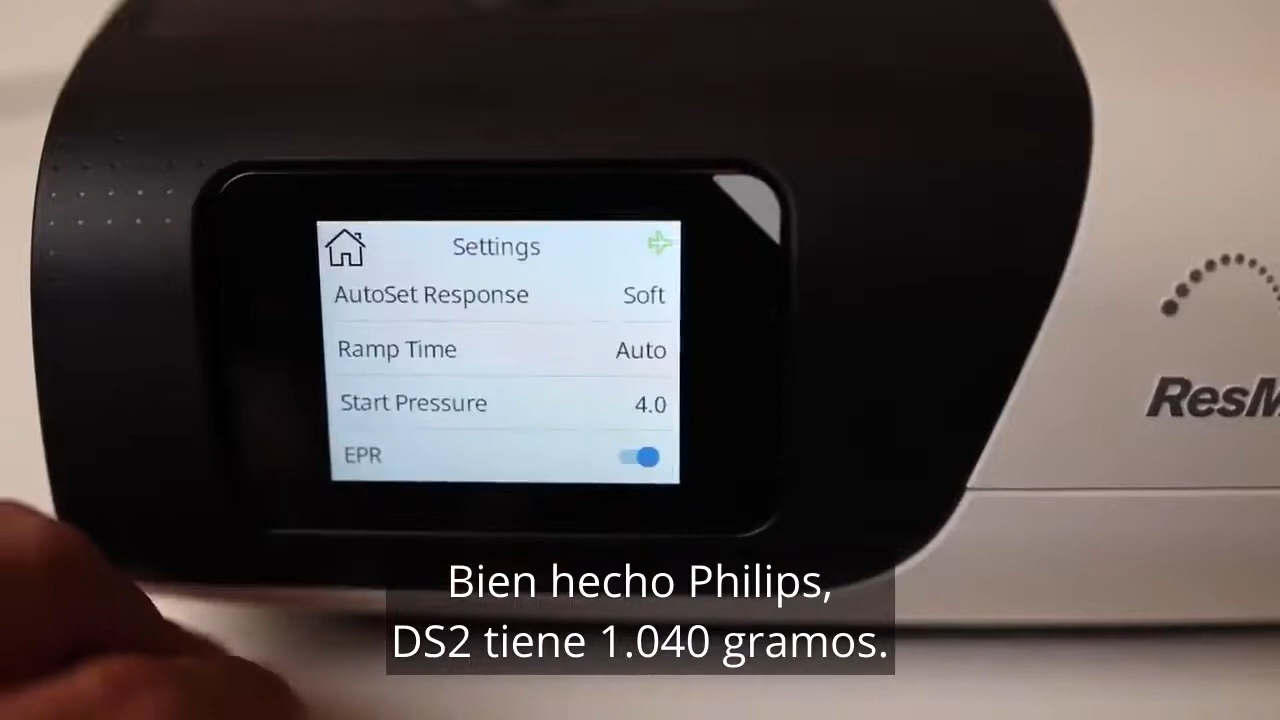 Settings
AutoSet Response Soft
Ramp Time Auto
Start Pressure 4.0
EPR
ResM
Bien hecho Philips,
DS2 tiene 1.040 gramos.